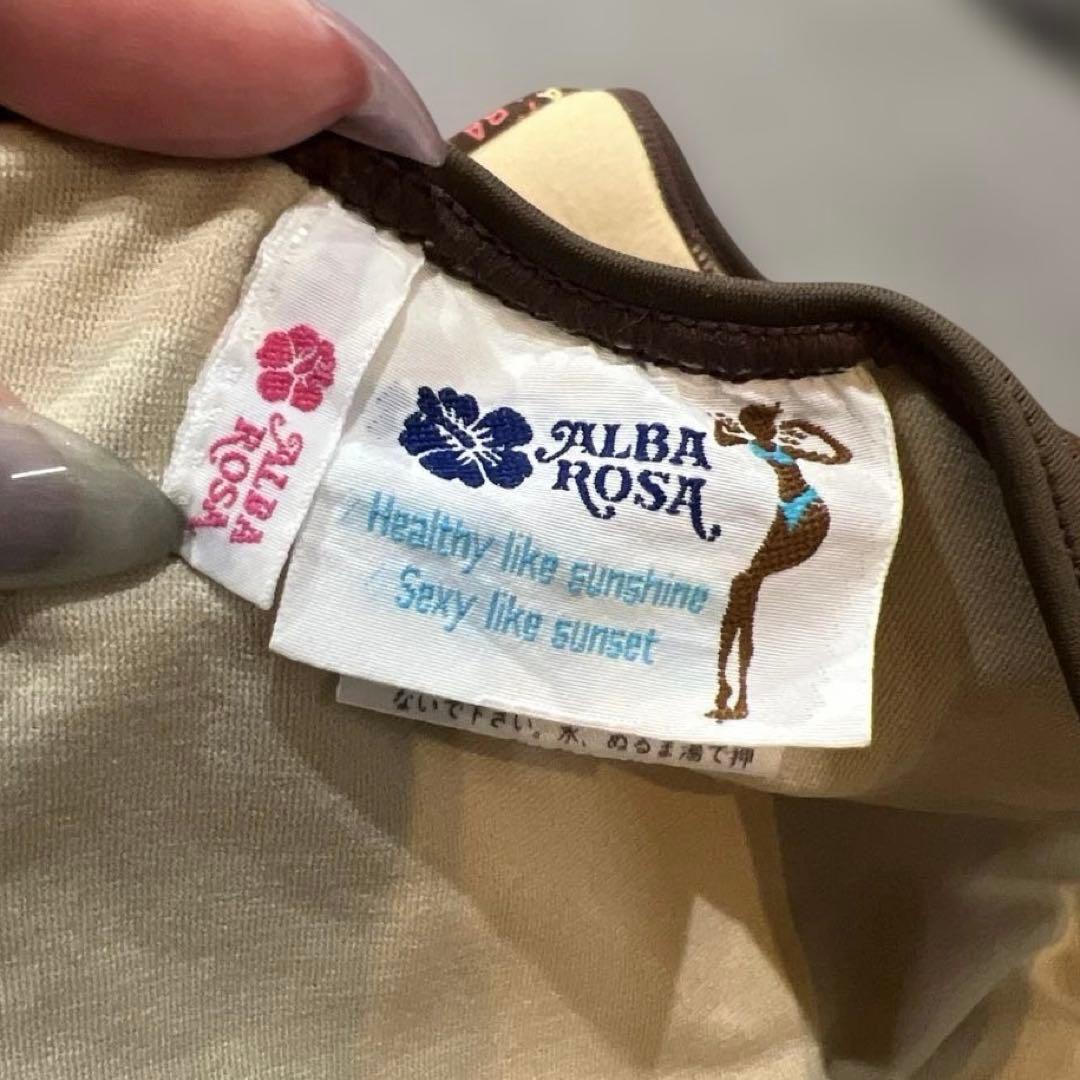 ALBA
ROSA
ALBA
ROSA
Healthy like sunshine
Sexy like sunset
ないで下さい。水、ぬるま湯で押